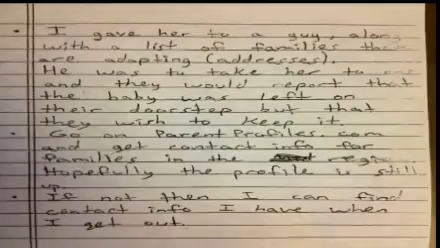 • I gave her to a guy, along
with a list of families that
are adopting (addresses).
He was to take her to one
and they would report that
the baby was left on
their doorstep but that
they wish to keep it.
• Go on ParentProfiles.com
and get contact info for
families in the
Hopefully the profile is still
up.
• If not then I can find
contact info I have when
I get out.